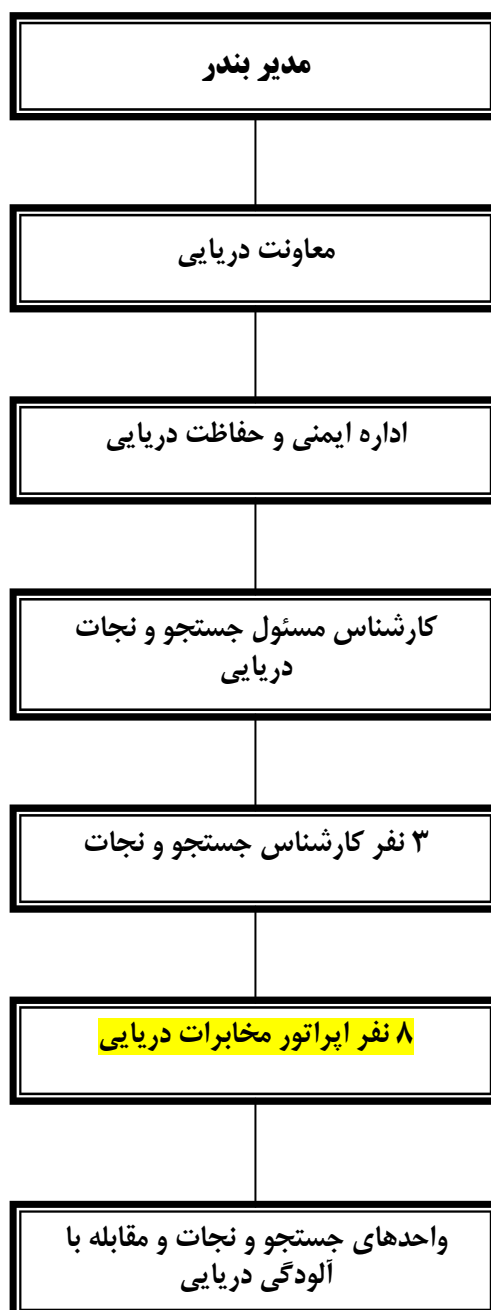 مدیر بندر
معاونت دریایی
اداره ایمنی و حفاظت دریایی
کارشناس مسئول جستجو و نجات
دریایی
۳ نفر کارشناس جستجو و نجات
۸ نفر اپراتور مخابرات دریایی
واحدهای جستجو و نجات و مقابله با
آلودگی دریایی